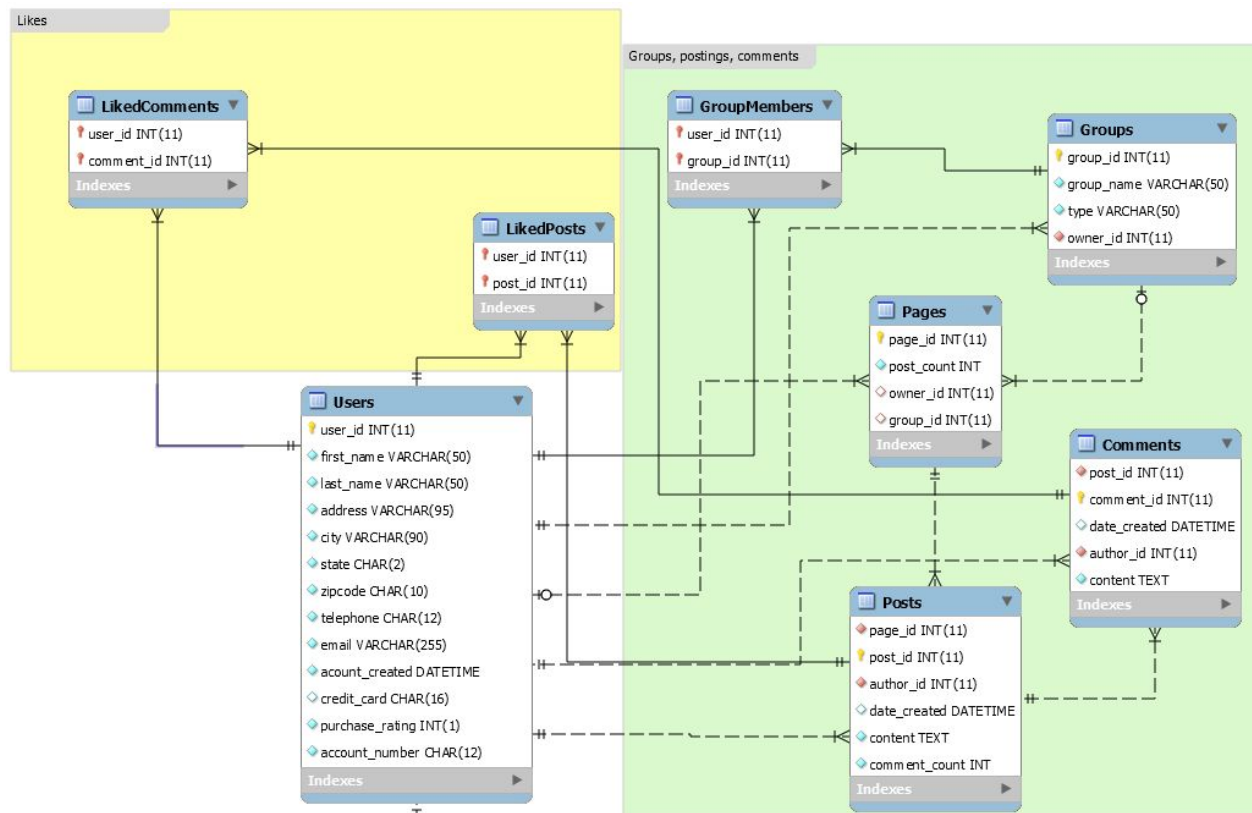 Likes
LikedComments
user_id INT(11)
comment_id INT(11)
Indexes
LikedPosts
user_id INT(11)
post_id INT(11)
Indexes
Users
user_id INT(11)
first_name VARCHAR(50)
last_name VARCHAR(50)
address VARCHAR(95)
city VARCHAR(90)
state CHAR(2)
zipcode CHAR(10)
telephone CHAR(12)
email VARCHAR(255)
acount_created DATETIME
credit_card CHAR(16)
purchase_rating INT(1)
account_number CHAR(12)
Indexes
Groups, postings, comments
GroupMembers
user_id INT(11)
group_id INT(11)
Indexes
Groups
group_id INT(11)
group_name VARCHAR(50)
type VARCHAR(50)
owner_id INT(11)
Indexes
Pages
page_id INT(11)
post_count INT
owner_id INT(11)
group_id INT(11)
Indexes
Comments
post_id INT(11)
comment_id INT(11)
date_created DATETIME
author_id INT(11)
content TEXT
Indexes
Posts
page_id INT(11)
post_id INT(11)
author_id INT(11)
date_created DATETIME
content TEXT
comment_count INT
Indexes